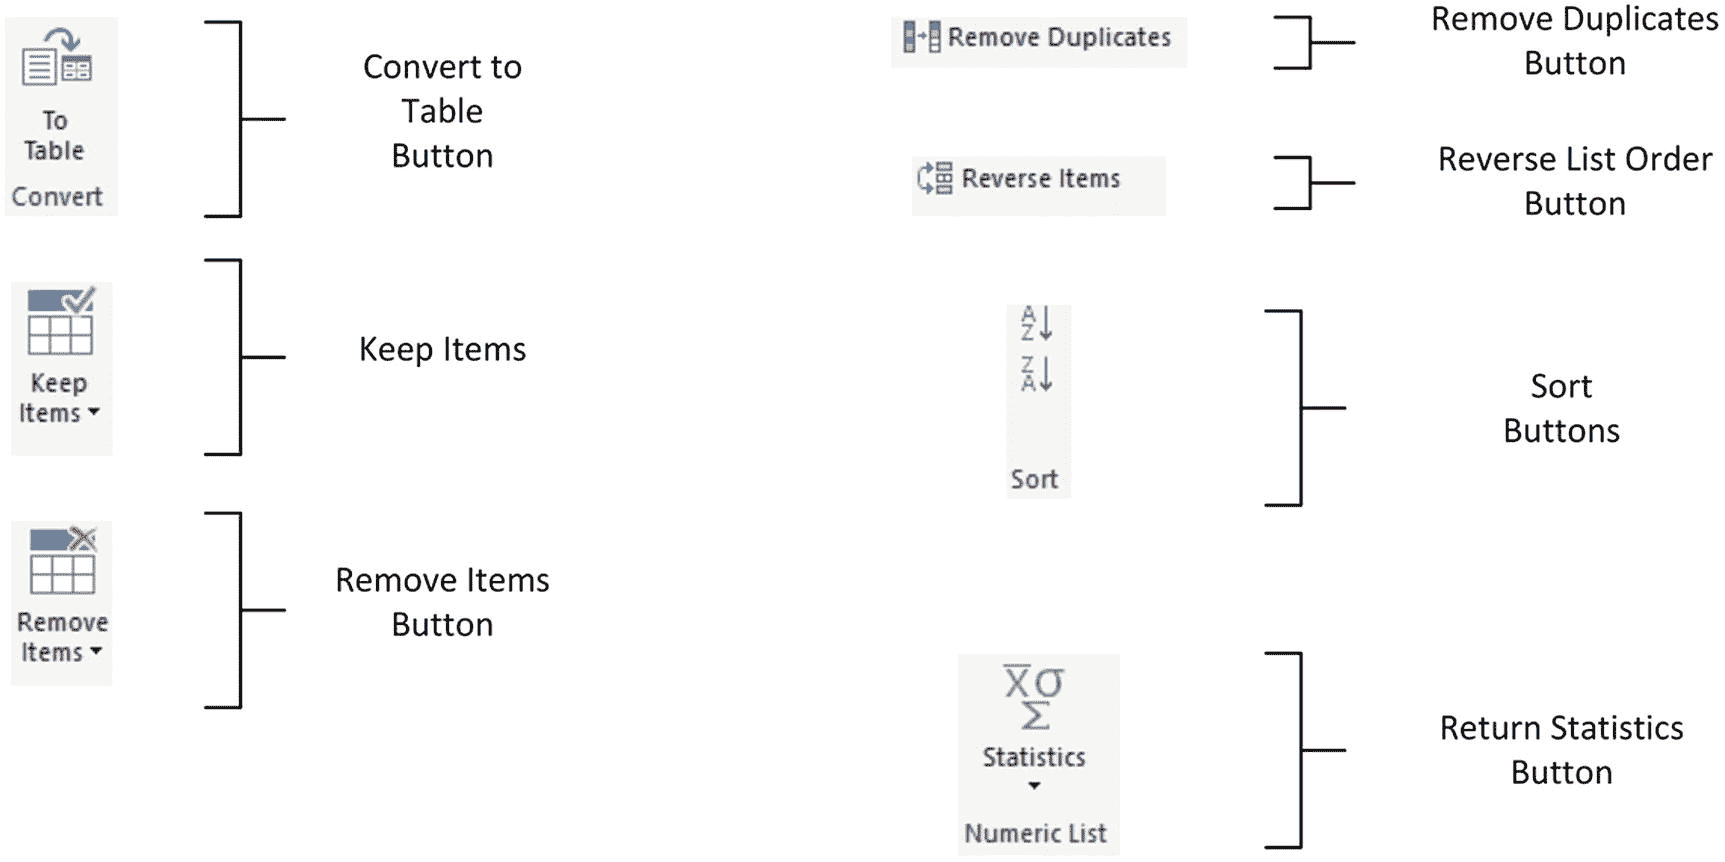 To
Table
Convert
Convert to
Table
Button
Keep
Items
Keep Items
Remove
Items
Remove Items
Button
Remove Duplicates
Remove Duplicates
Button
Reverse Items
Reverse List Order
Button
A
Z
Z
A
Sort
Sort
Buttons
X̅σ
Σ
Statistics
Numeric List
Return Statistics
Button